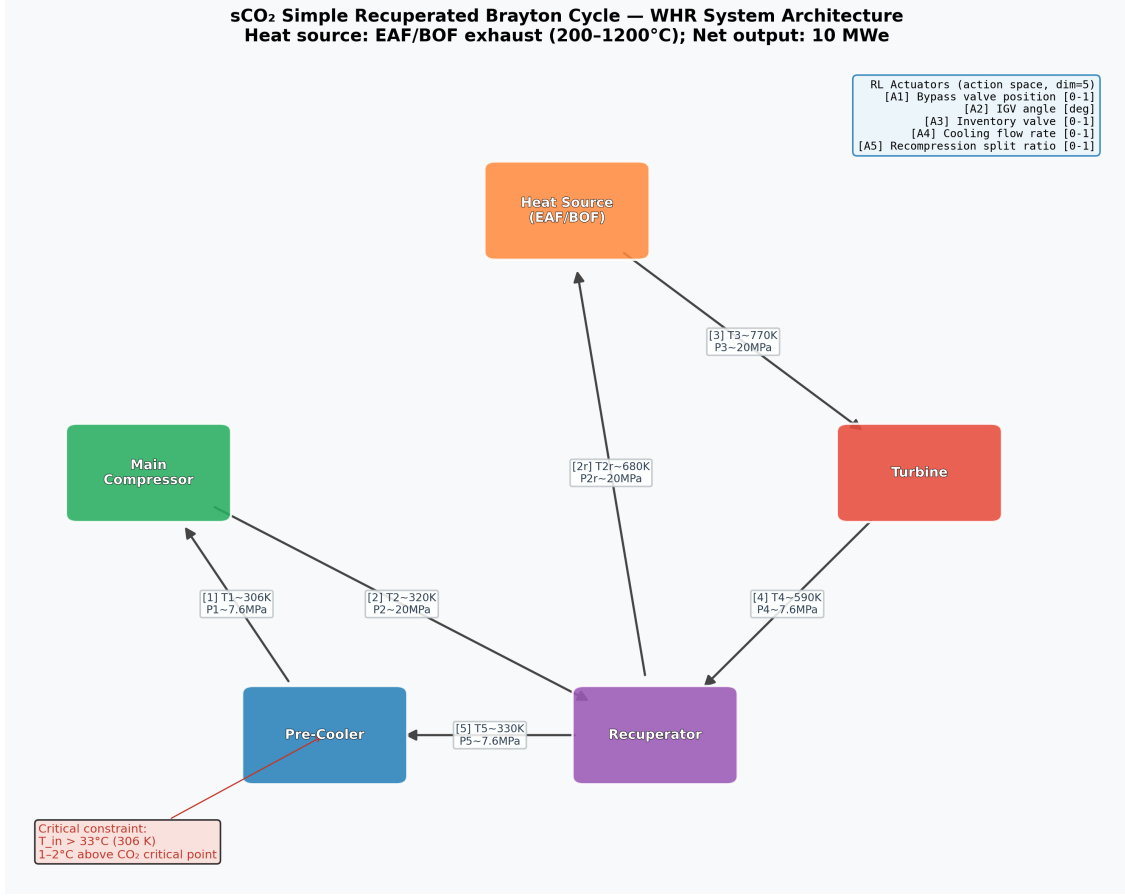 sCO₂ Simple Recuperated Brayton Cycle — WHR System Architecture
Heat source: EAF/BOF exhaust (200–1200°C); Net output: 10 MWe
RL Actuators (action space, dim=5)
[A1] Bypass valve position [0-1]
[A2] IGV angle [deg]
[A3] Inventory valve [0-1]
[A4] Cooling flow rate [0-1]
[A5] Recompression split ratio [0-1]
Heat Source
(EAF/BOF)
[3] T3~770K
P3~20MPa
Main
Compressor
[2r] T2r~680K
P2r~20MPa
Turbine
[1] T1~306K
P1~7.6MPa
[2] T2~320K
P2~20MPa
[4] T4~590K
P4~7.6MPa
Pre-Cooler
[5] T5~330K
P5~7.6MPa
Recuperator
Critical constraint:
T_in > 33°C (306 K)
1–2°C above CO₂ critical point